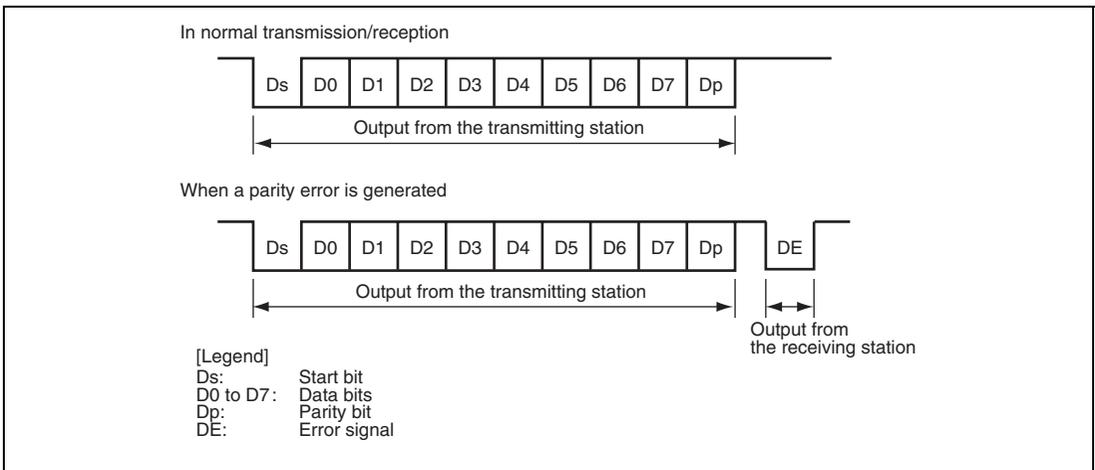 In normal transmission/reception
Ds D0 D1 D2 D3 D4 D5 D6 D7 Dp
Output from the transmitting station
When a parity error is generated
Ds D0 D1 D2 D3 D4 D5 D6 D7 Dp DE
Output from the transmitting station
Output from
the receiving station
[Legend]
Ds: Start bit
D0 to D7: Data bits
Dp: Parity bit
DE: Error signal